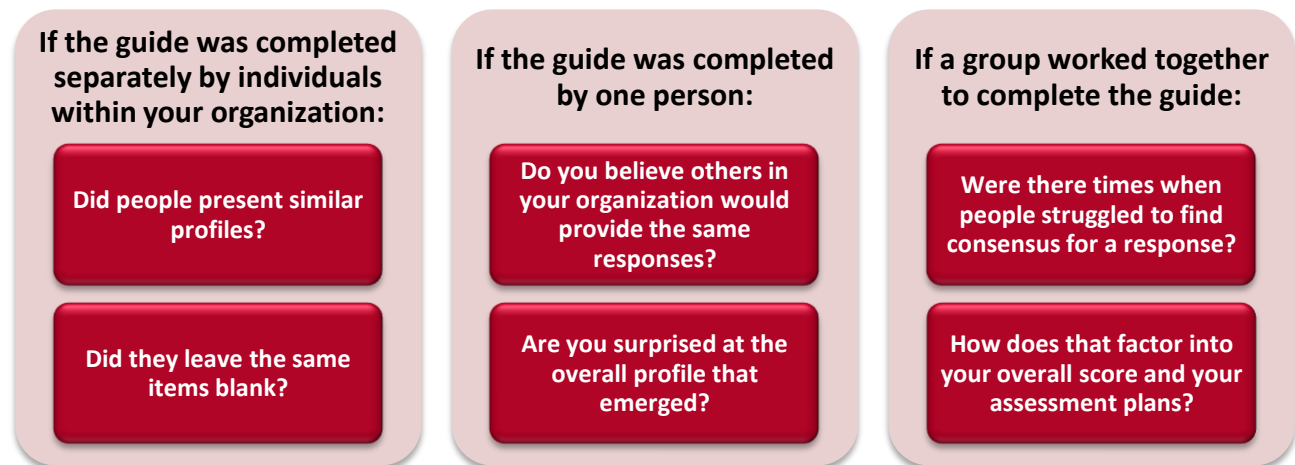 If the guide was completed
separately by individuals
within your organization:
Did people present similar
profiles?
Did they leave the same
items blank?
If the guide was completed
by one person:
Do you believe others in
your organization would
provide the same
responses?
Are you surprised at the
overall profile that
emerged?
If a group worked together
to complete the guide:
Were there times when
people struggled to find
consensus for a response?
How does that factor into
your overall score and your
assessment plans?